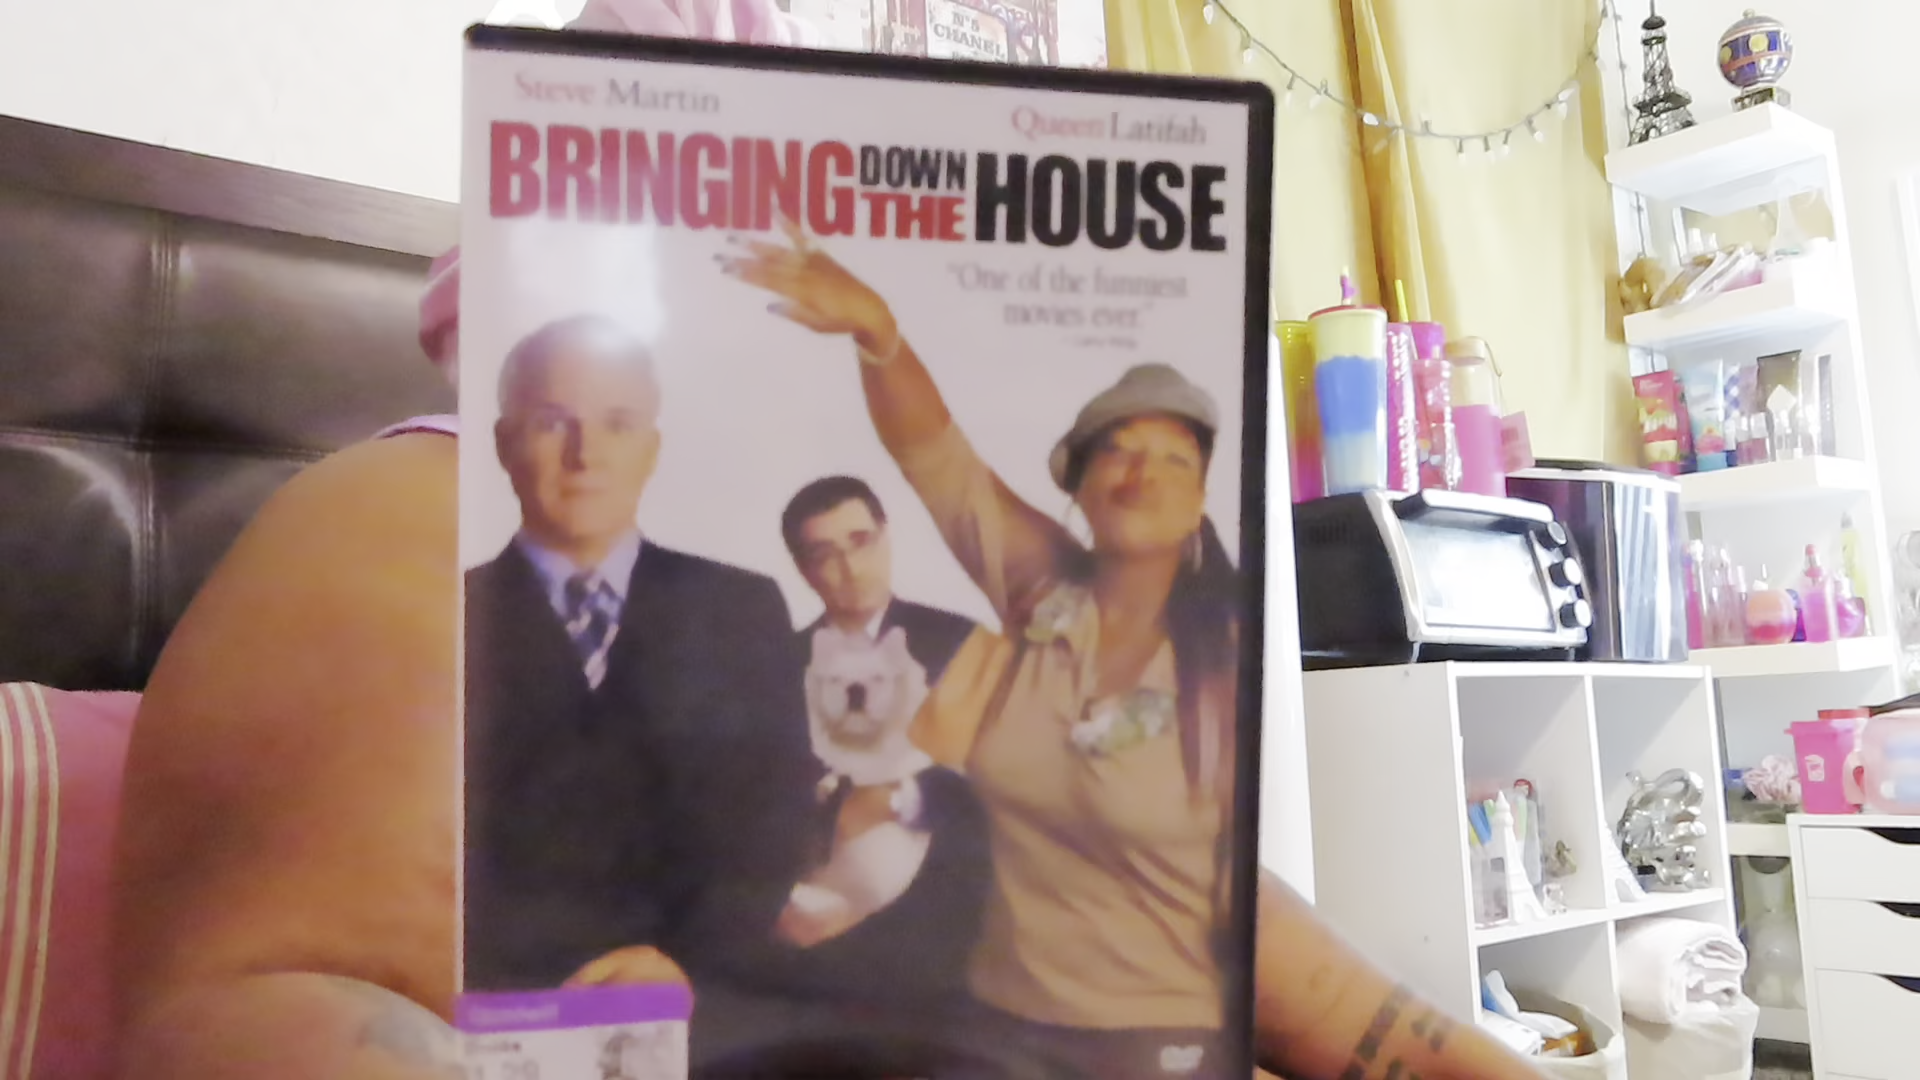 N°5
CHANEL
Steve Martin
Queen Latifah
BRINGING DOWN THE HOUSE
"One of the funniest
movies ever."
DVD